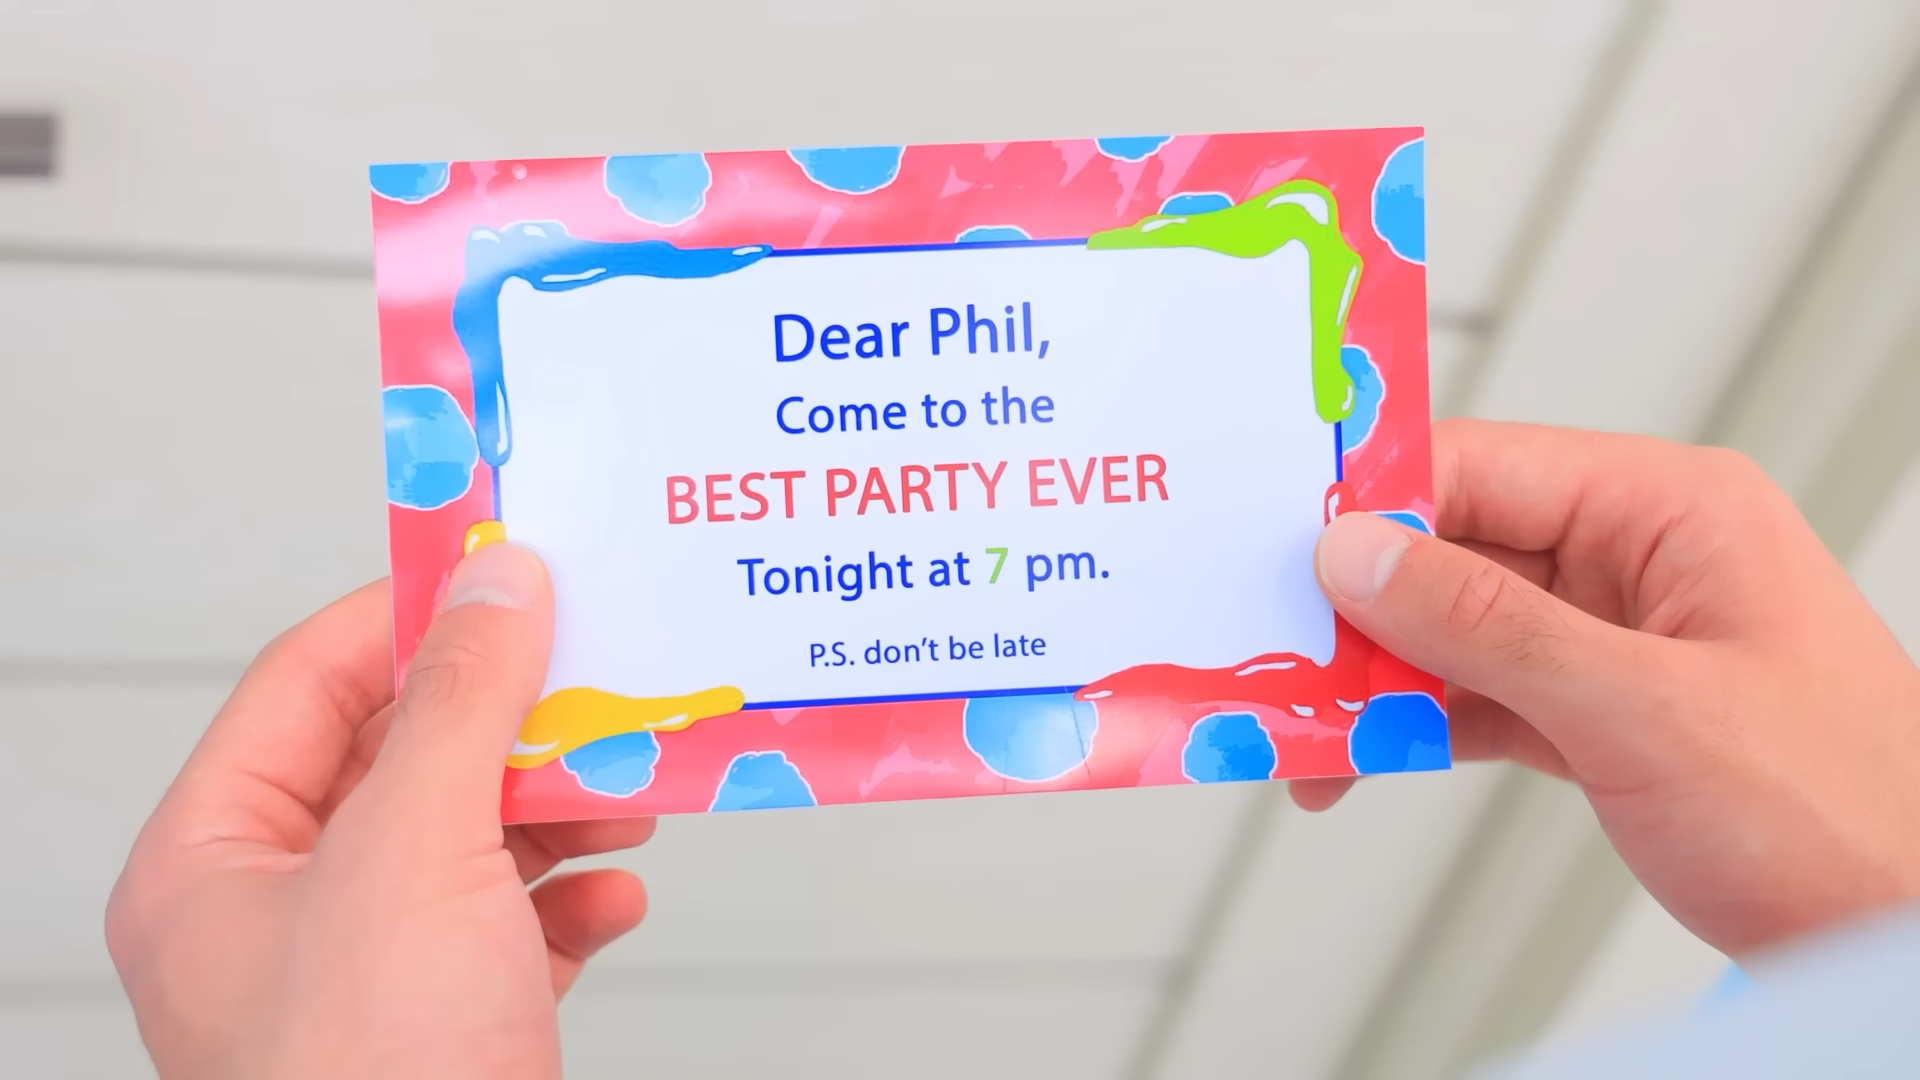 Dear Phil,
Come to the
BEST PARTY EVER
Tonight at 7 pm.
P.S. don't be late